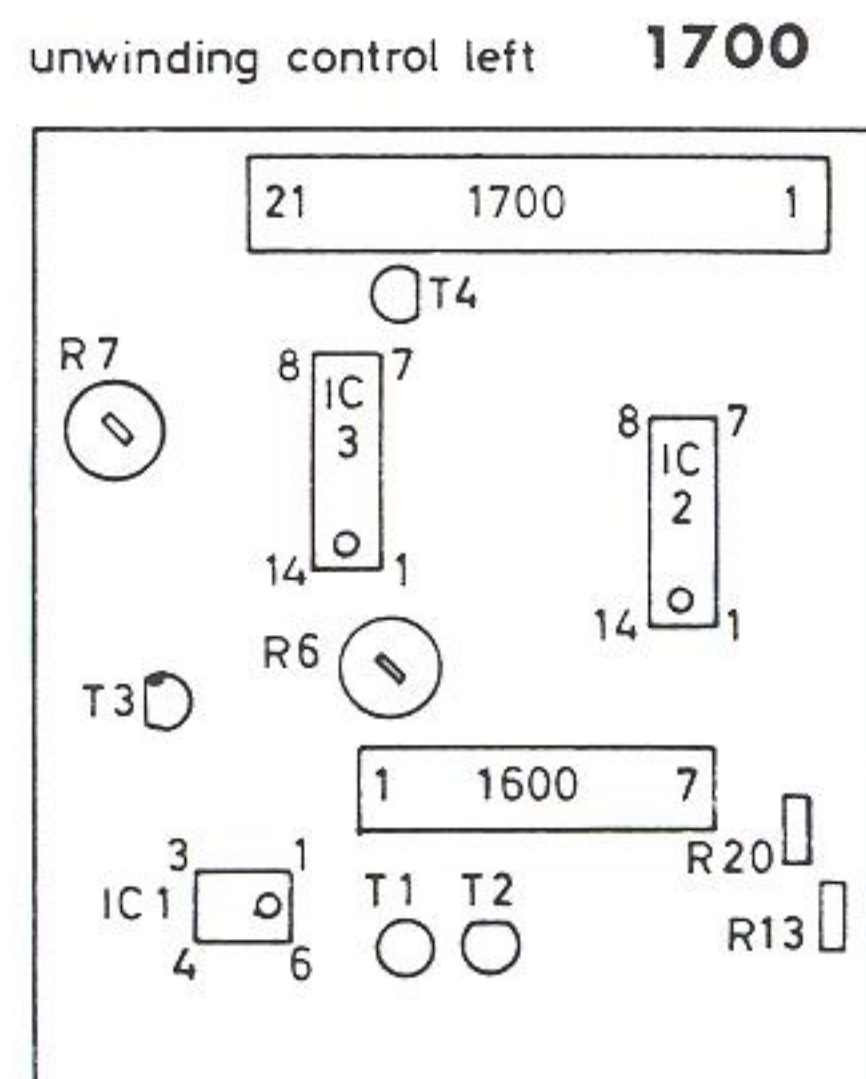 unwinding control left 1700
21 1700 1
T4
R7
8 7
IC
3
14 1
8 7
IC
2
14 1
R6
T3
1 1600 7
R20
3 1
IC1
4 6
T1 T2
R13